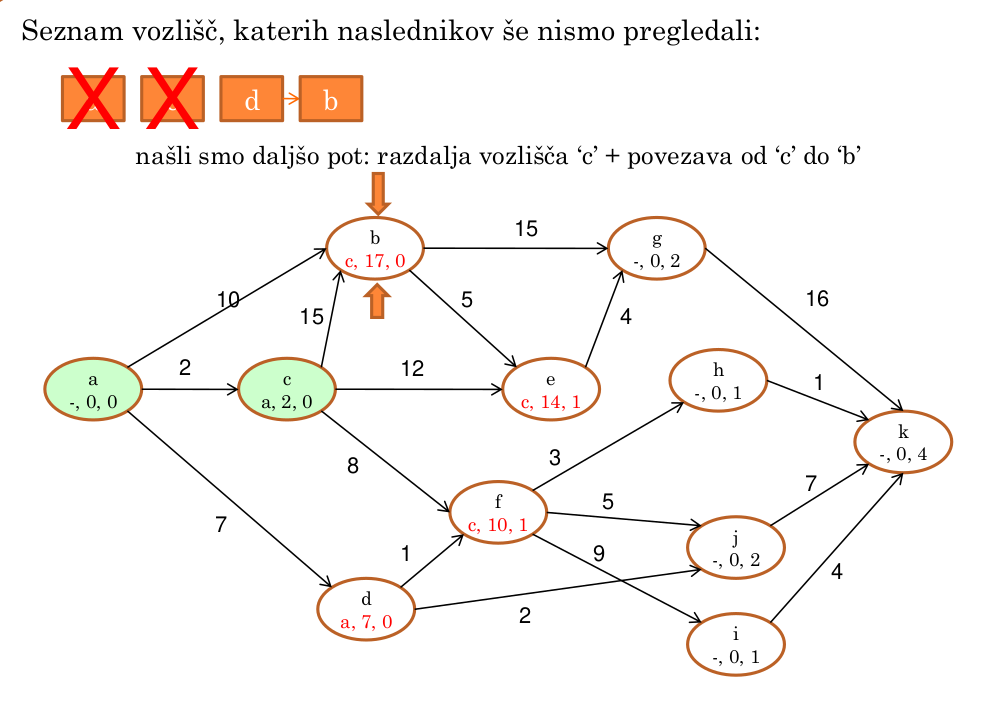 Seznam vozlišč, katerih naslednikov še nismo pregledali:
X X d b
našli smo daljšo pot: razdalja vozlišča ‘c’ + povezava od ‘c’ do ‘b’
b
c, 17, 0
15
g
-, 0, 2
10
15
5
4
16
a
-, 0, 0
2
c
a, 2, 0
12
e
c, 14, 1
h
-, 0, 1
1
k
-, 0, 4
8
3
7
f
c, 10, 1
5
7
1
9
j
-, 0, 2
4
d
a, 7, 0
2
i
-, 0, 1